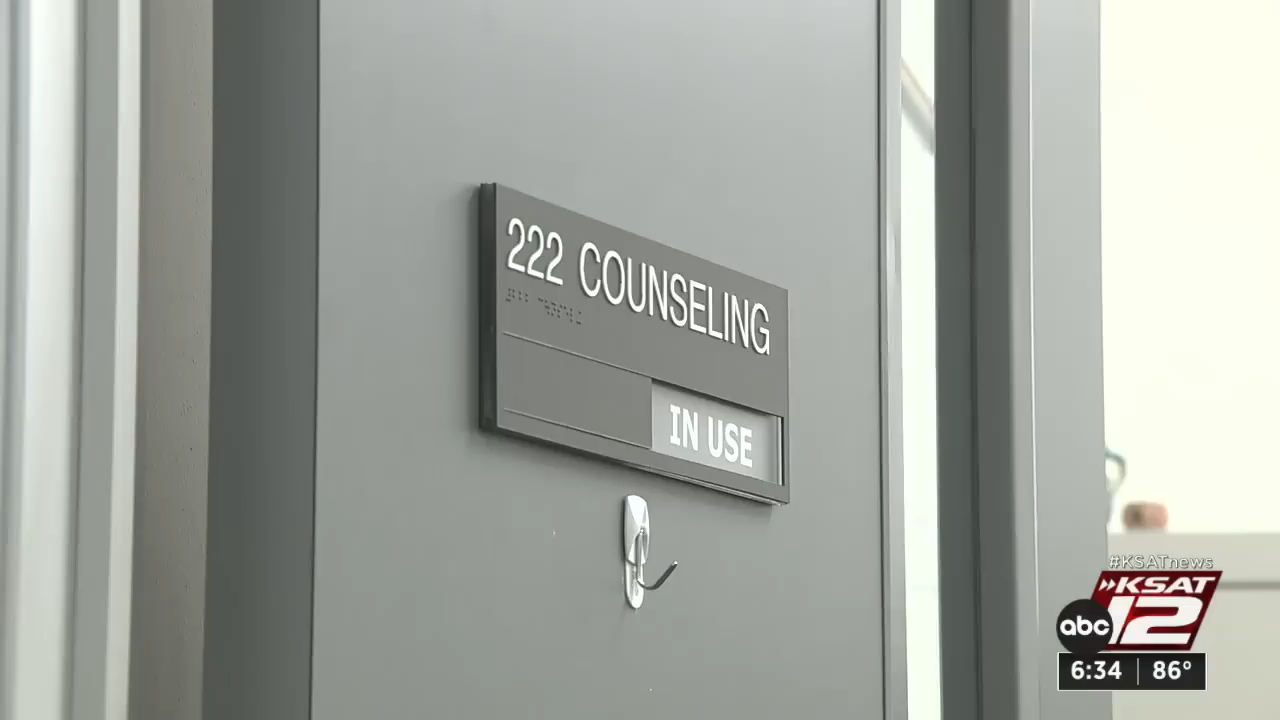 222 COUNSELING
IN USE
#KSATnews
KSAT
abc 12
6:34 86°